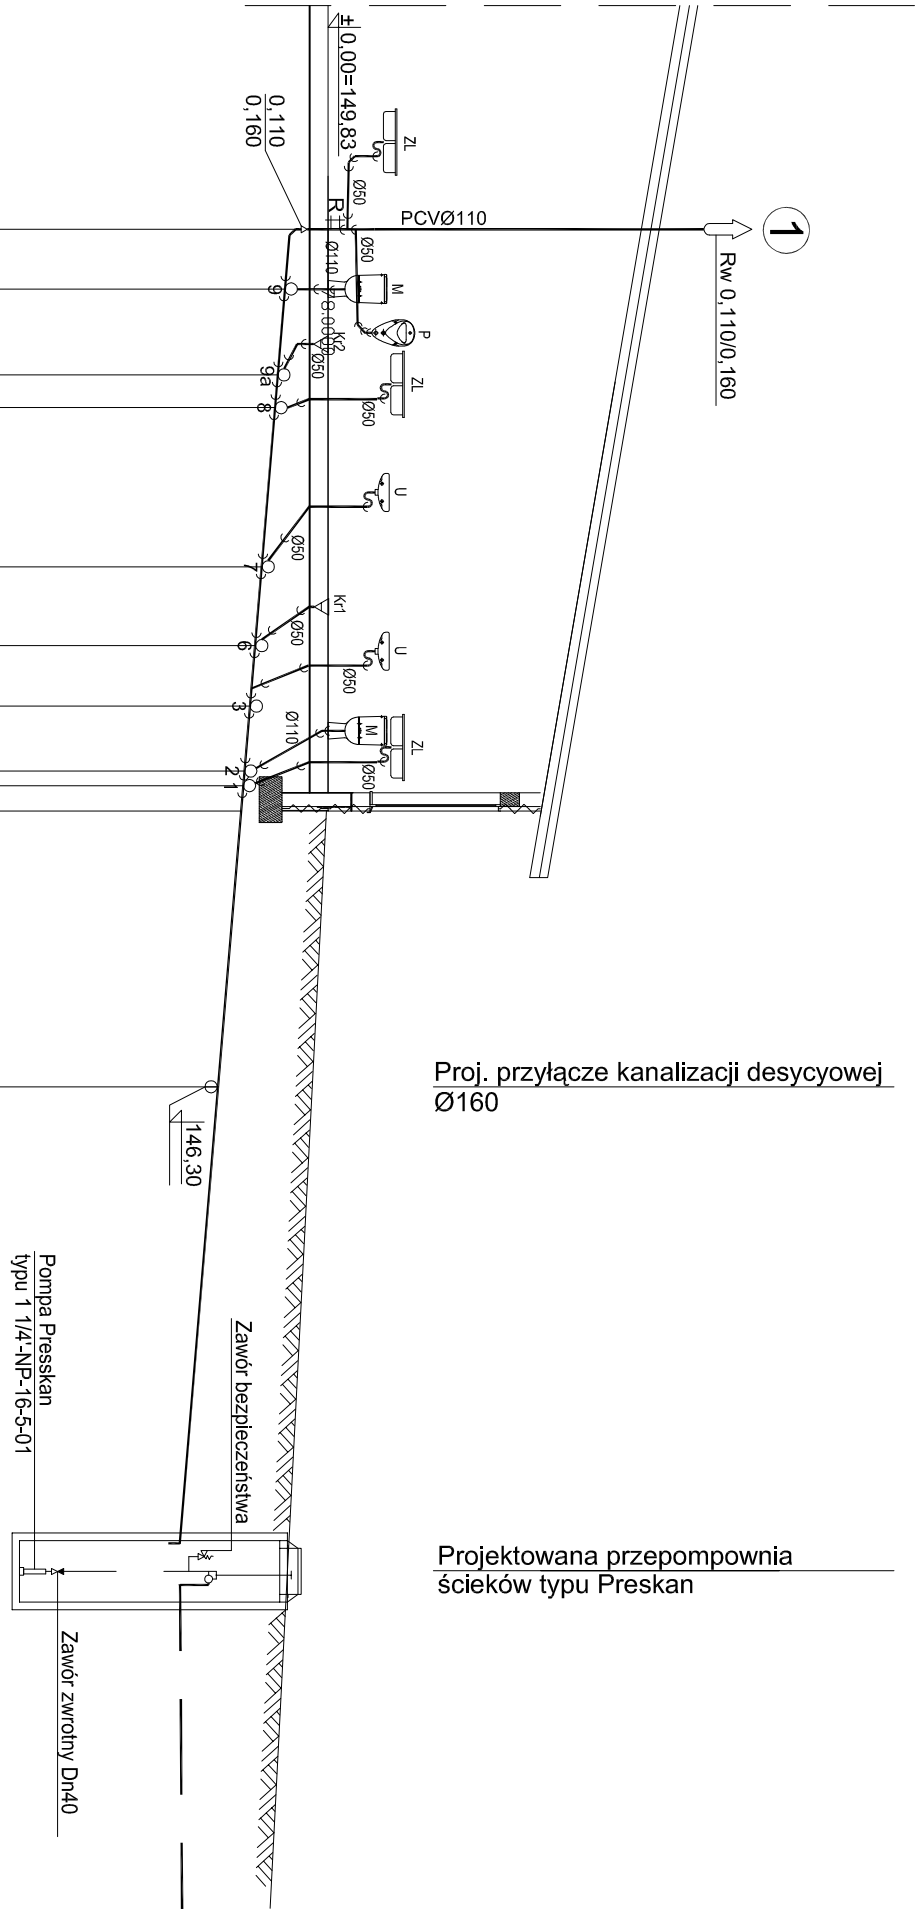 1
Rw 0,110/0,160
± 0,00=149,83
ZL
Ø50
R
PCVØ110
0,110
0,160
Ø50
Ø110
M
P
9
Kr2
Ø50
9a
ZL
Ø50
8
U
Ø50
7
Kr1
Ø50
6
U
Ø50
3
M
Ø110
ZL
Ø50
2
1
Proj. przyłącze kanalizacji desycyowej
Ø160
146,30
Pompa Presskan
typu 1 1/4'-NP-16-5-01
Zawór bezpieczeństwa
Projektowana przepompownia
ścieków typu Preskan
Zawór zwrotny Dn40